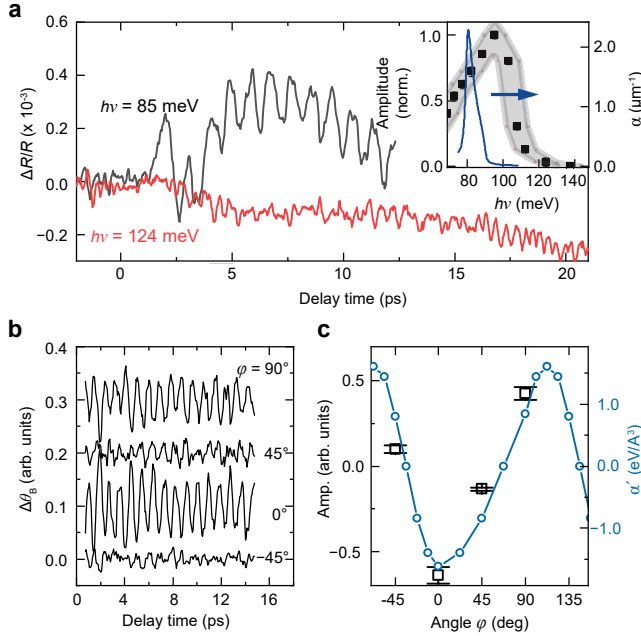 a
0.6
0.4
0.2
0.0
−0.2
ΔR/R (x 10⁻³)
hν = 85 meV
hν = 124 meV
0
5
10
15
20
Delay time (ps)
1.0
0.5
0.0
Amplitude
(norm.)
2
1
0
α (μm⁻¹)
80
100
120
140
hν (meV)
b
0.4
0.3
0.2
0.1
0.0
Δθ_B (arb. units)
φ = 90°
45°
0°
−45°
0
4
8
12
16
Delay time (ps)
c
0.5
0.0
−0.5
Amp. (arb. units)
1.0
0.0
−1.0
α′ (eV/A³)
-45
0
45
90
135
Angle φ (deg)